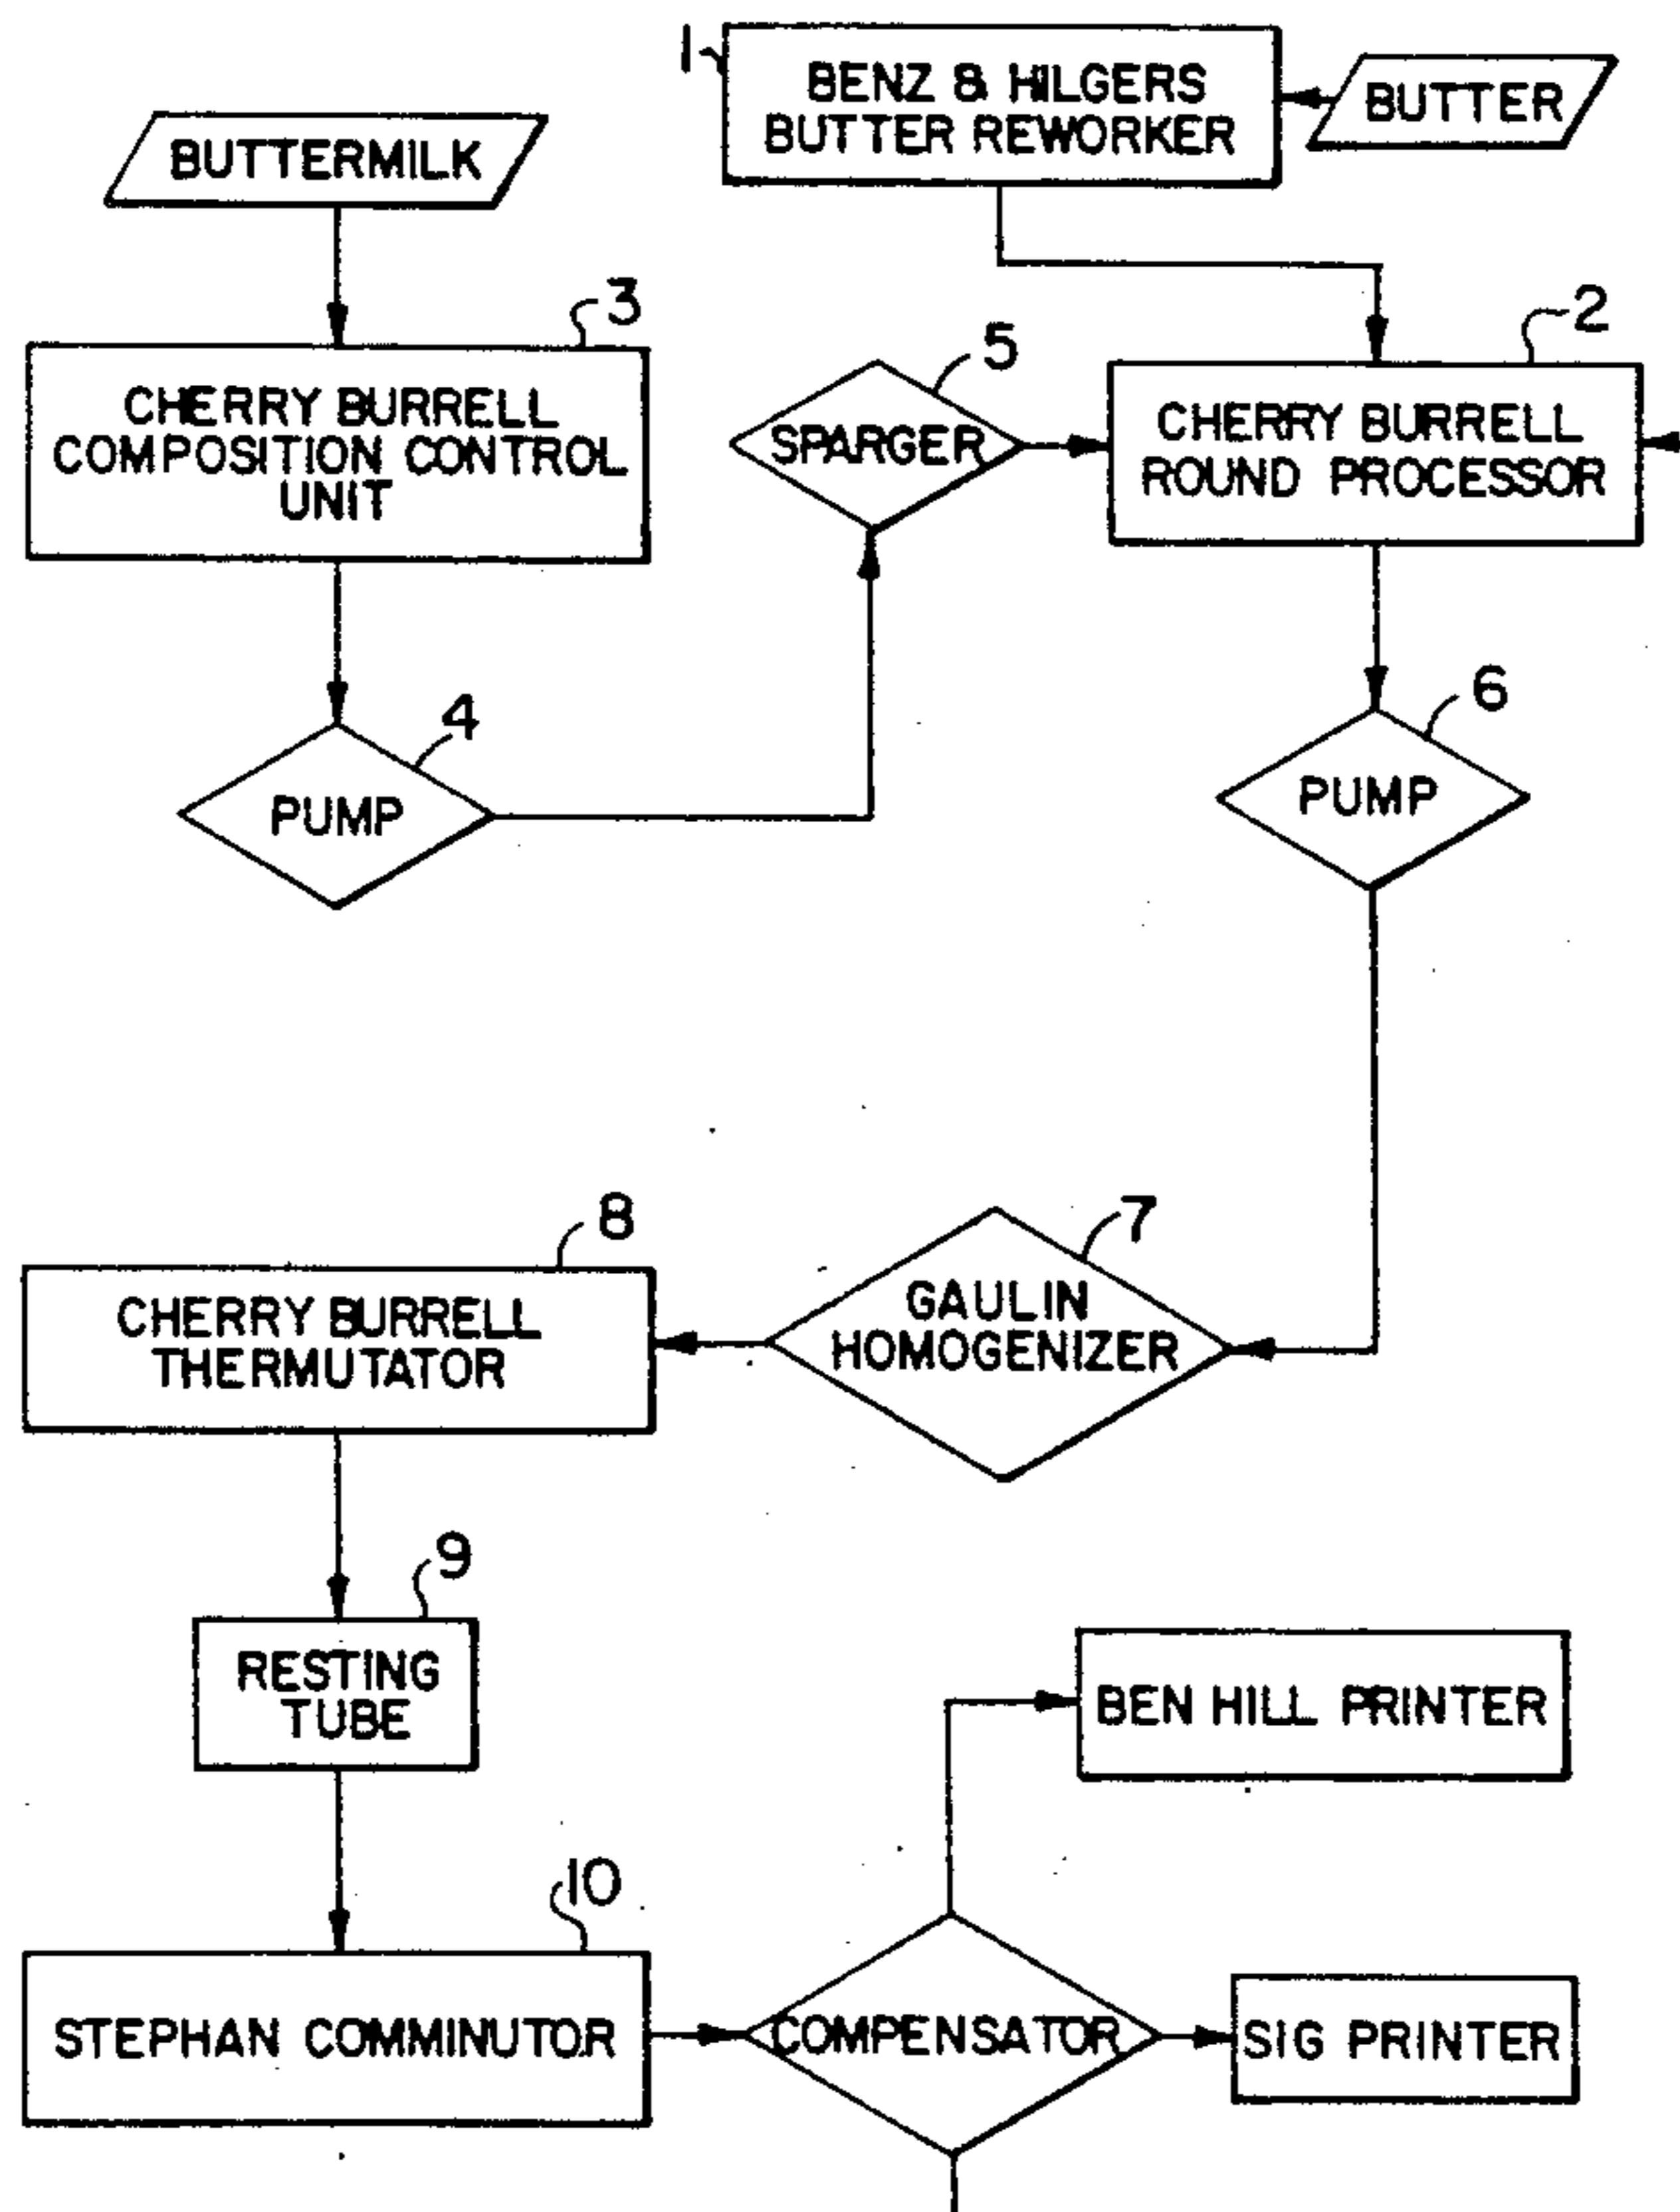 1
BENZ & HILGERS
BUTTER REWORKER
BUTTER
BUTTERMILK
3
CHERRY BURRELL
COMPOSITION CONTROL
UNIT
5
SPARGER
2
CHERRY BURRELL
ROUND PROCESSOR
4
PUMP
6
PUMP
7
GAULIN
HOMOGENIZER
8
CHERRY BURRELL
THERMUTATOR
9
RESTING
TUBE
BEN HILL PRINTER
10
STEPHAN COMMINUTOR
COMPENSATOR
SIG PRINTER